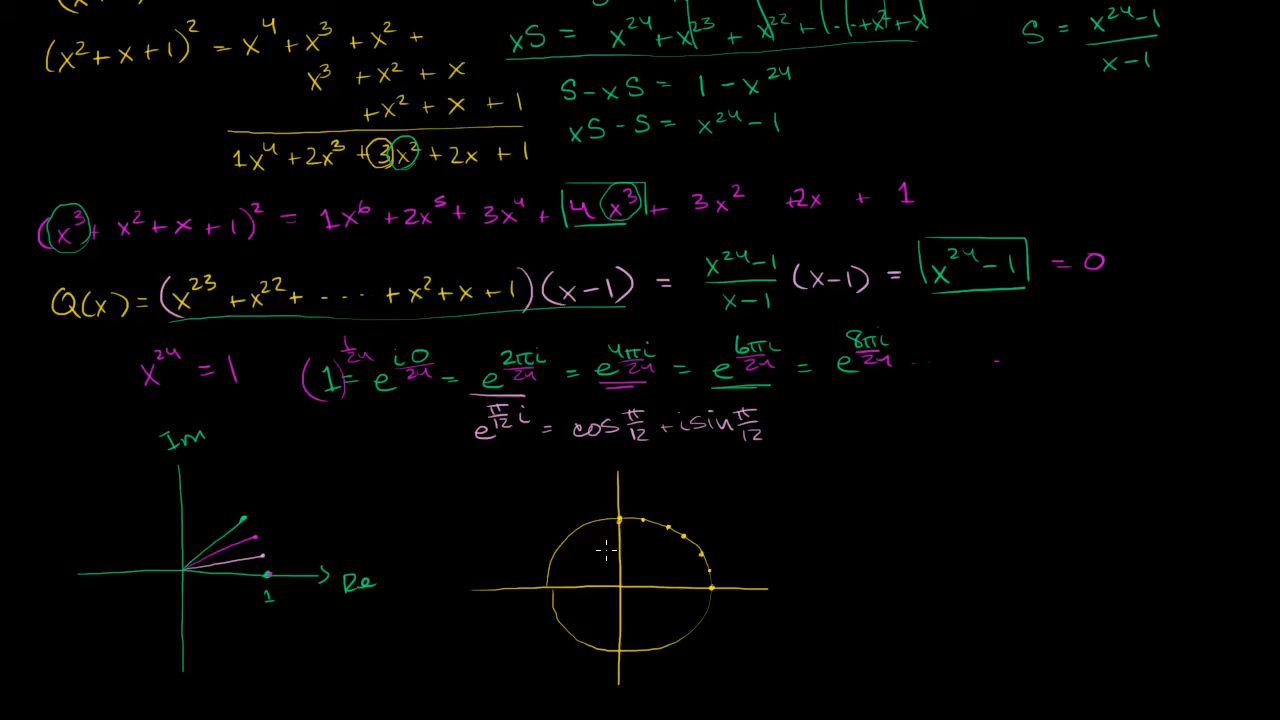 (x² + x + 1)² = x⁴ + x³ + x² +
x³ + x² + x
+ x² + x + 1
1x⁴ + 2x³ + 3x² + 2x + 1
xS = x²⁴ + x²³ + x²² + ... + x² + x
S - xS = 1 - x²⁴
xS - S = x²⁴ - 1
S = (x²⁴ - 1)/(x - 1)
(x³ + x² + x + 1)² = 1x⁶ + 2x⁵ + 3x⁴ + 4x³ + 3x² + 2x + 1
Q(x) = (x²³ + x²² + ..... + x² + x + 1)(x - 1) = (x²⁴ - 1)/(x - 1) (x - 1) = x²⁴ - 1 = 0
x²⁴ = 1
(1)^(1/24) = e^(i0/24) = e^(2πi/24) = e^(4πi/24) = e^(6πi/24) = e^(8πi/24) ...
e^(π/12 i) = cos π/12 + i sin π/12
Im
Re
1